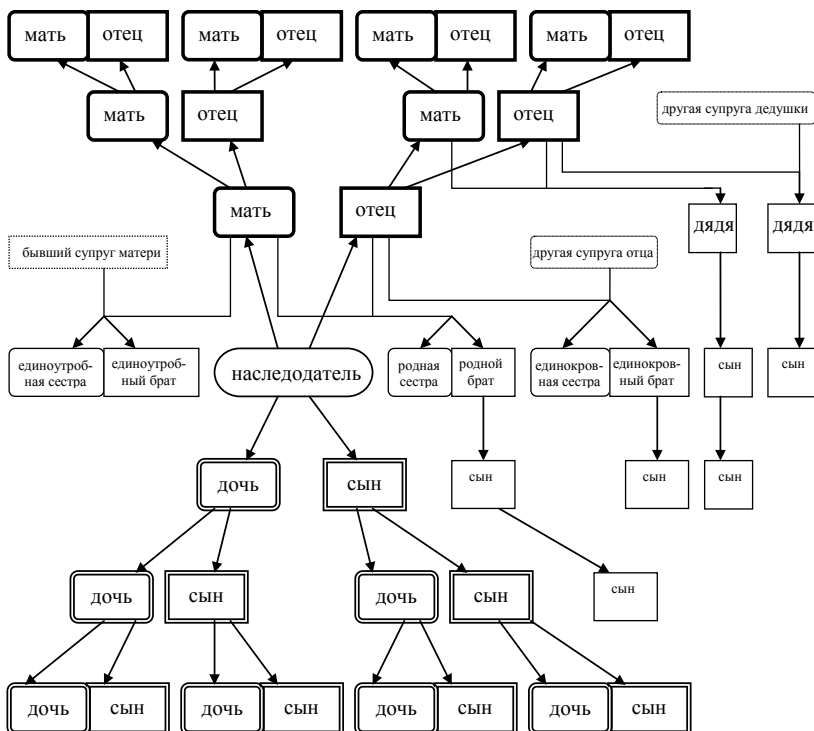 мать отец мать отец мать отец мать отец
мать отец мать отец другая супруга дедушки
мать отец дядя дядя
бывший супруг матери другая супруга отца
единоутроб-
ная сестра
единоутроб-
ный брат
наследодатель
родная
сестра
родной
брат
единокров-
ная сестра
единокров-
ный брат
сын сын
дочь сын сын сын сын
дочь сын дочь сын сын
дочь сын дочь сын дочь сын дочь сын